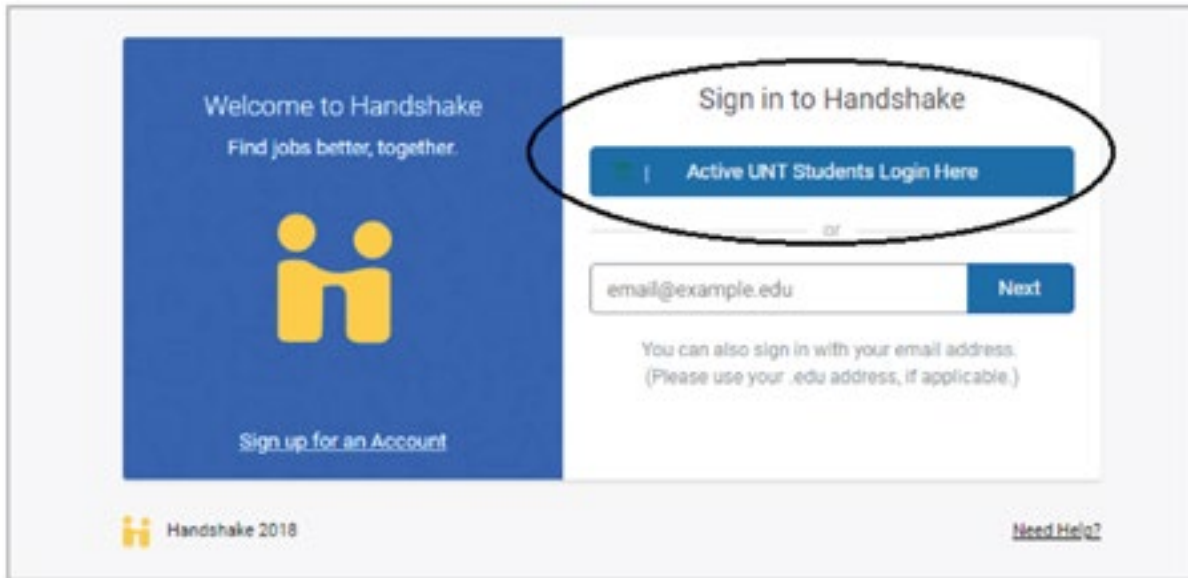 Welcome to Handshake
Find jobs better, together.
Sign up for an Account
Sign in to Handshake
Active UNT Students Login Here
or
email@example.edu
Next
You can also sign in with your email address.
(Please use your .edu address, if applicable.)
Handshake 2018
Need Help?